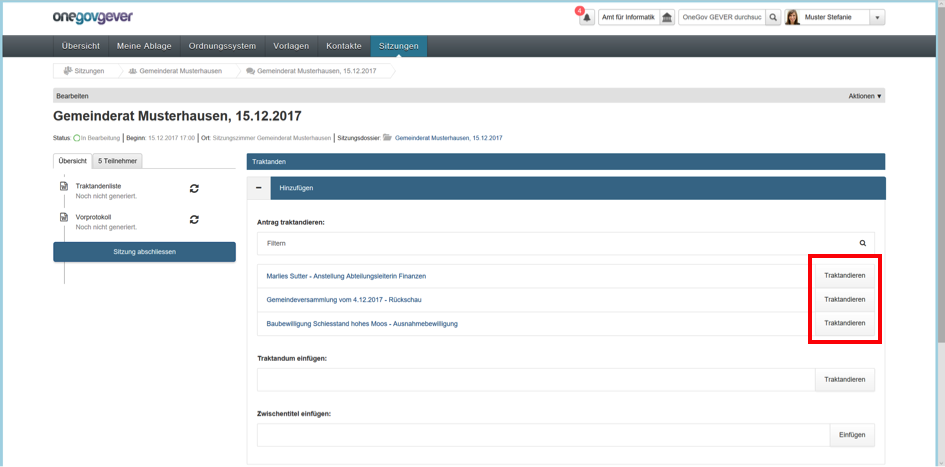 onegovgever
4
Amt für Informatik
OneGov GEVER durchsuc
Muster Stefanie
Übersicht Meine Ablage Ordnungssystem Vorlagen Kontakte Sitzungen
Sitzungen Gemeinderat Musterhausen Gemeinderat Musterhausen, 15.12.2017
Bearbeiten Aktionen ▼
Gemeinderat Musterhausen, 15.12.2017
Status: In Bearbeitung | Beginn: 15.12.2017 17:00 | Ort: Sitzungszimmer Gemeinderat Musterhausen | Sitzungsdossier: Gemeinderat Musterhausen, 15.12.2017
Übersicht 5 Teilnehmer
Traktandenliste
Noch nicht generiert.
Vorprotokoll
Noch nicht generiert.
Sitzung abschliessen
Traktanden
− Hinzufügen
Antrag traktandieren:
Filtern
Marlies Sutter - Anstellung Abteilungsleiterin Finanzen Traktandieren
Gemeindeversammlung vom 4.12.2017 - Rückschau Traktandieren
Baubewilligung Schiesstand hohes Moos - Ausnahmebewilligung Traktandieren
Traktandum einfügen:
Traktandieren
Zwischentitel einfügen:
Einfügen